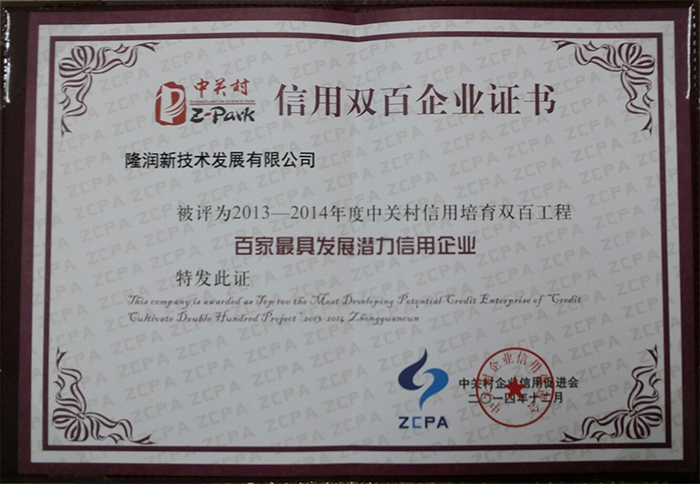 中关村
Z-Park
信用双百企业证书
隆润新技术发展有限公司
被评为2013—2014年度中关村信用培育双百工程
百家最具发展潜力信用企业
特发此证
This company is awarded as Top 100 the Most Developing Potential Credit Enterprise of "Credit
Cultivate Double Hundred Project" 2013-2014 Zhongguancun
ZCPA
中关村企业信用促进会
二〇一四年十二月